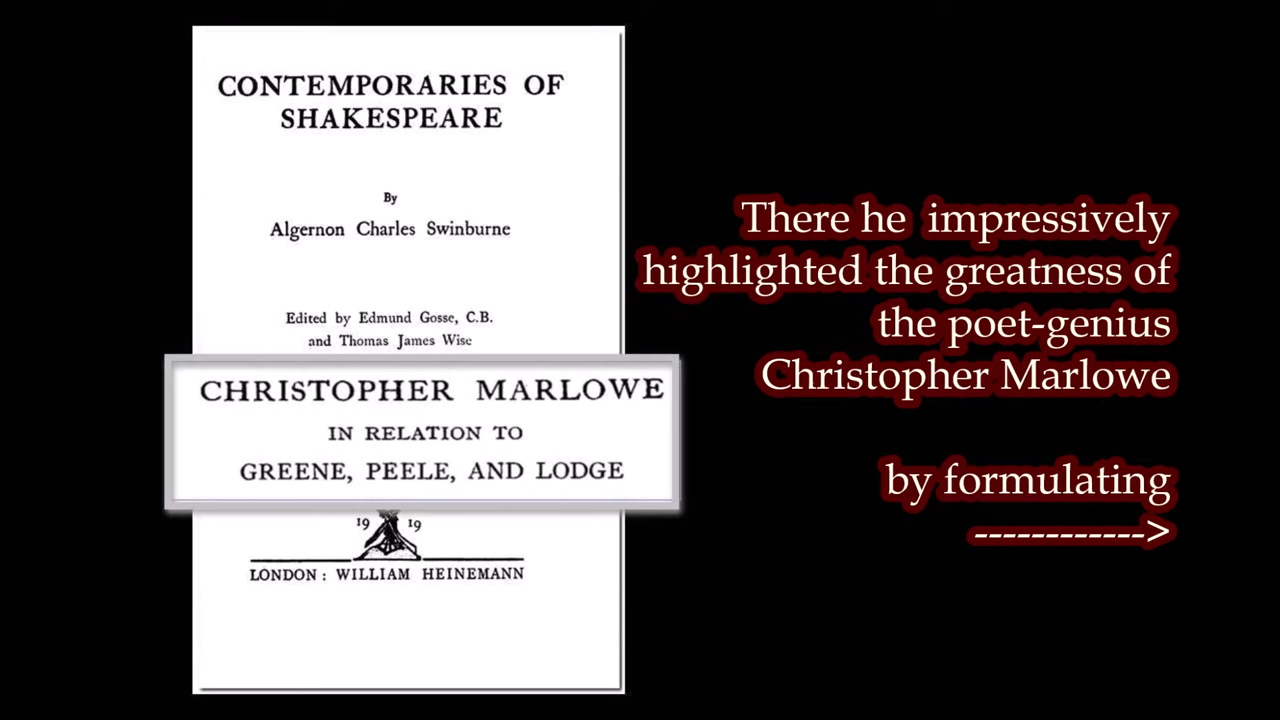 CONTEMPORARIES OF
SHAKESPEARE
By
Algernon Charles Swinburne
Edited by Edmund Gosse, C.B.
and Thomas James Wise
CHRISTOPHER MARLOWE
IN RELATION TO
GREENE, PEELE, AND LODGE
19 19
LONDON: WILLIAM HEINEMANN
There he impressively
highlighted the greatness of
the poet-genius
Christopher Marlowe
by formulating
------------>